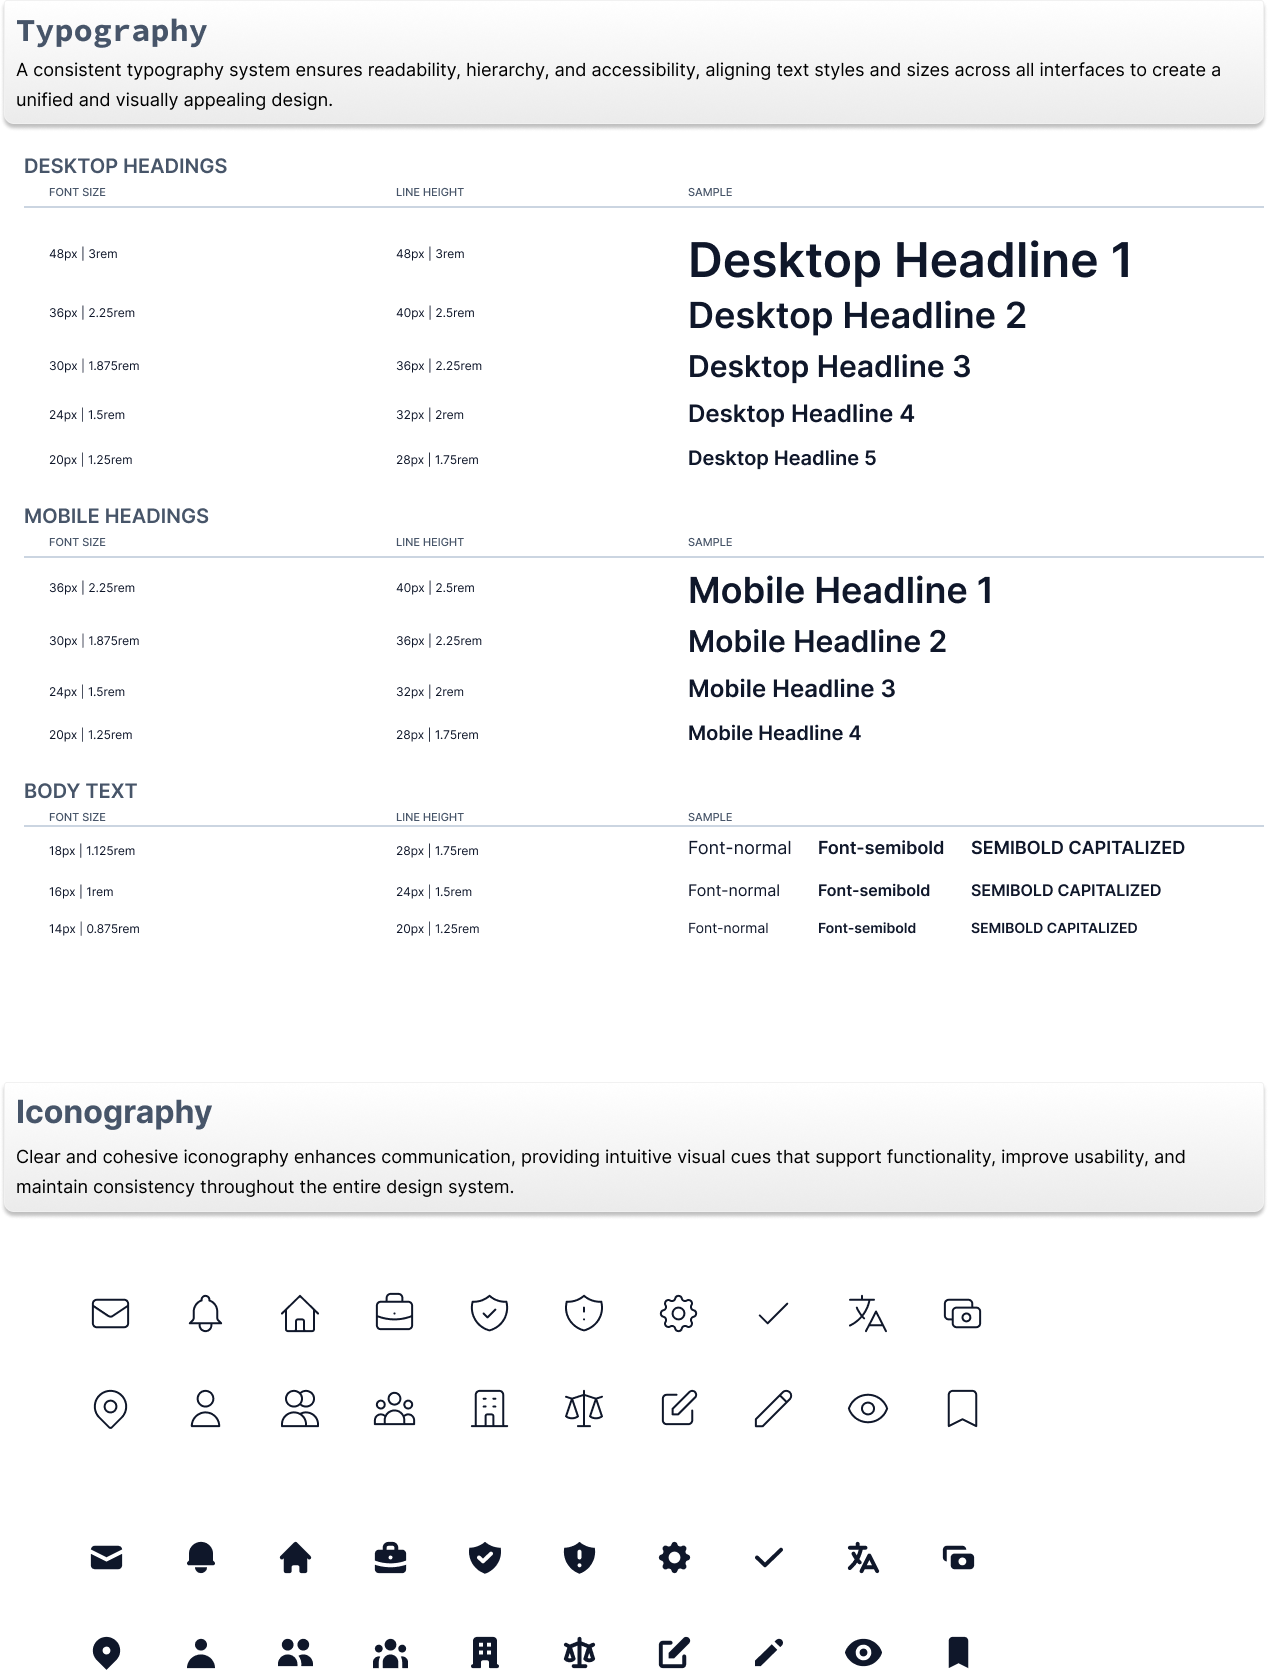 Typography
A consistent typography system ensures readability, hierarchy, and accessibility, aligning text styles and sizes across all interfaces to create a
unified and visually appealing design.
DESKTOP HEADINGS
FONT SIZE LINE HEIGHT SAMPLE
48px | 3rem 48px | 3rem Desktop Headline 1
36px | 2.25rem 40px | 2.5rem Desktop Headline 2
30px | 1.875rem 36px | 2.25rem Desktop Headline 3
24px | 1.5rem 32px | 2rem Desktop Headline 4
20px | 1.25rem 28px | 1.75rem Desktop Headline 5
MOBILE HEADINGS
FONT SIZE LINE HEIGHT SAMPLE
36px | 2.25rem 40px | 2.5rem Mobile Headline 1
30px | 1.875rem 36px | 2.25rem Mobile Headline 2
24px | 1.5rem 32px | 2rem Mobile Headline 3
20px | 1.25rem 28px | 1.75rem Mobile Headline 4
BODY TEXT
FONT SIZE LINE HEIGHT SAMPLE
18px | 1.125rem 28px | 1.75rem Font-normal Font-semibold SEMIBOLD CAPITALIZED
16px | 1rem 24px | 1.5rem Font-normal Font-semibold SEMIBOLD CAPITALIZED
14px | 0.875rem 20px | 1.25rem Font-normal Font-semibold SEMIBOLD CAPITALIZED
Iconography
Clear and cohesive iconography enhances communication, providing intuitive visual cues that support functionality, improve usability, and
maintain consistency throughout the entire design system.